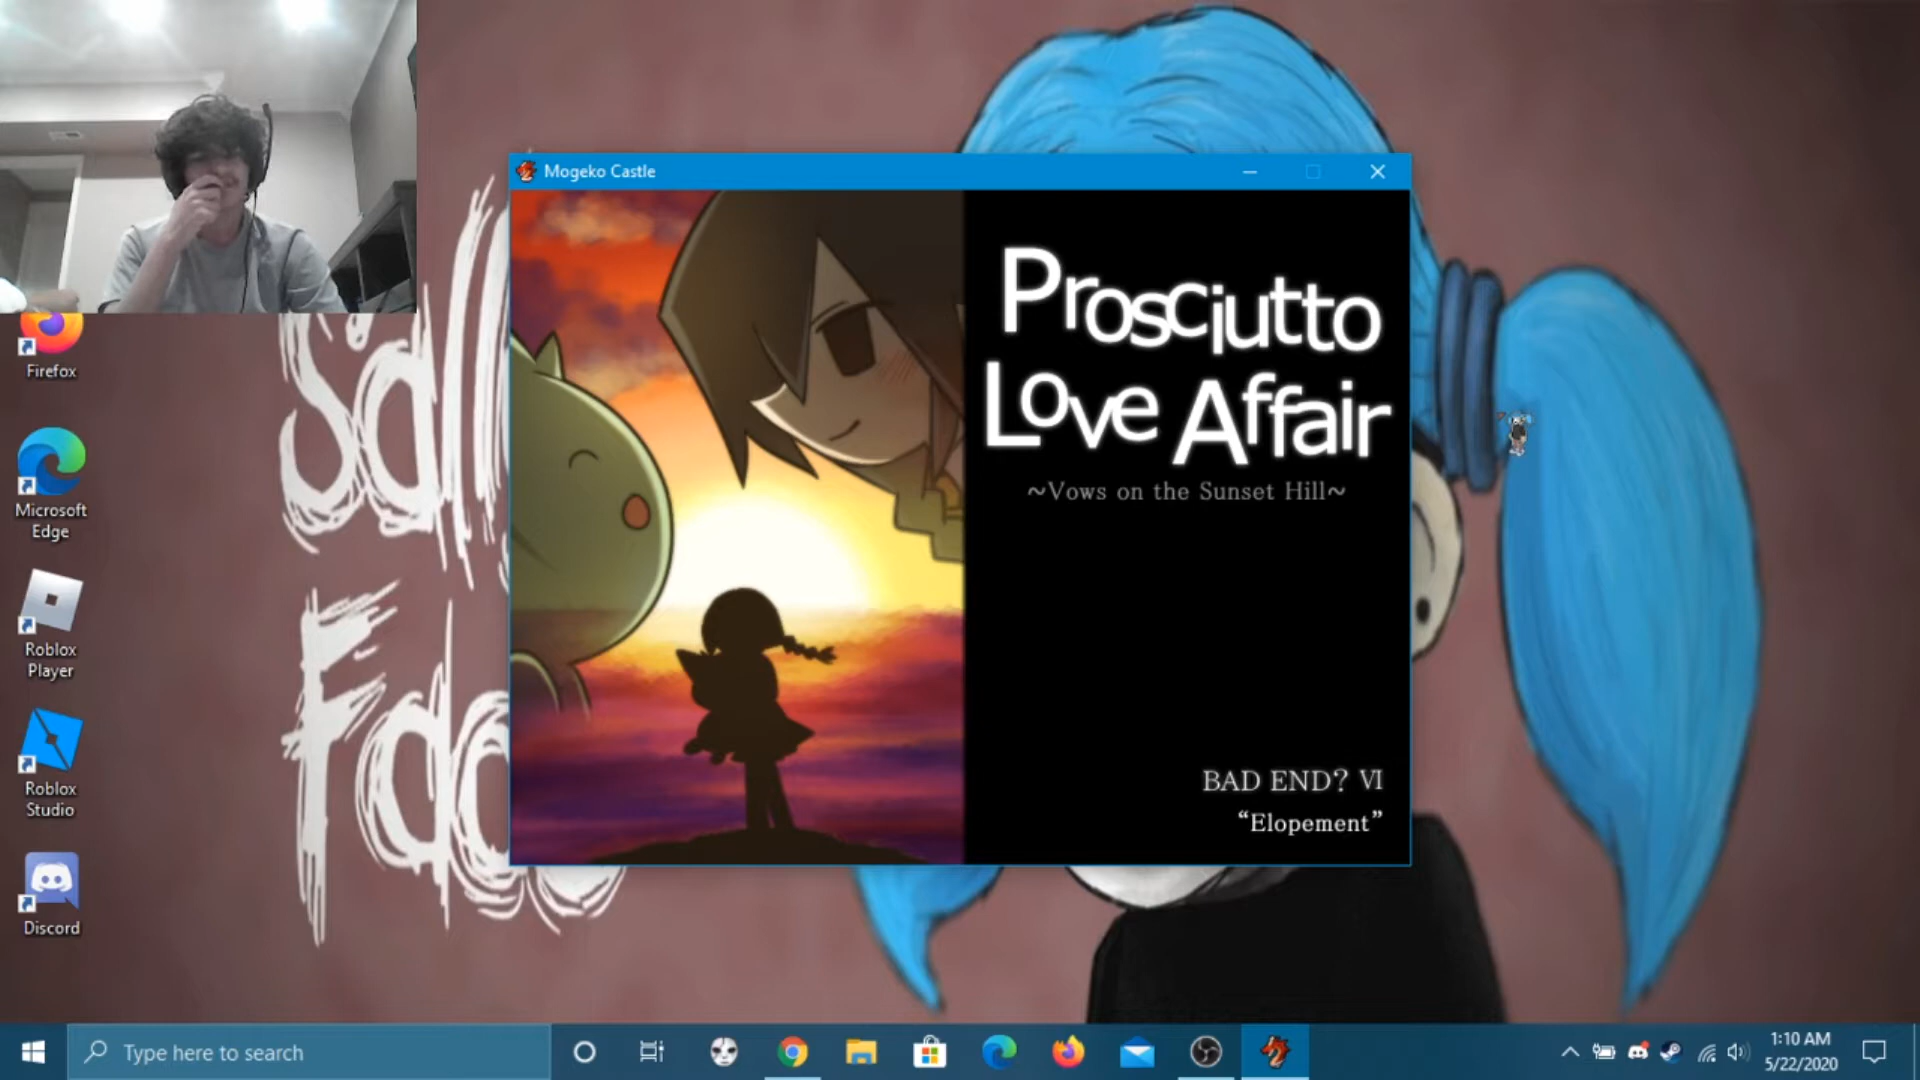 Mogeko Castle
Prosciutto
Love Affair
~Vows on the Sunset Hill~
BAD END? VI
“Elopement”
Sally
Firefox
Microsoft
Edge
Roblox
Player
Roblox
Studio
Discord
Type here to search
1:10 AM
5/22/2020